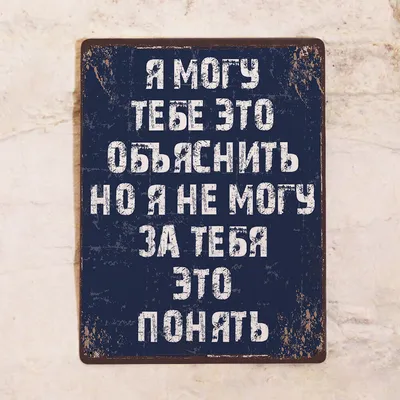 Я МОГУ
ТЕБЕ ЭТО
ОБЪЯСНИТЬ
НО Я НЕ МОГУ
ЗА ТЕБЯ
ЭТО
ПОНЯТЬ